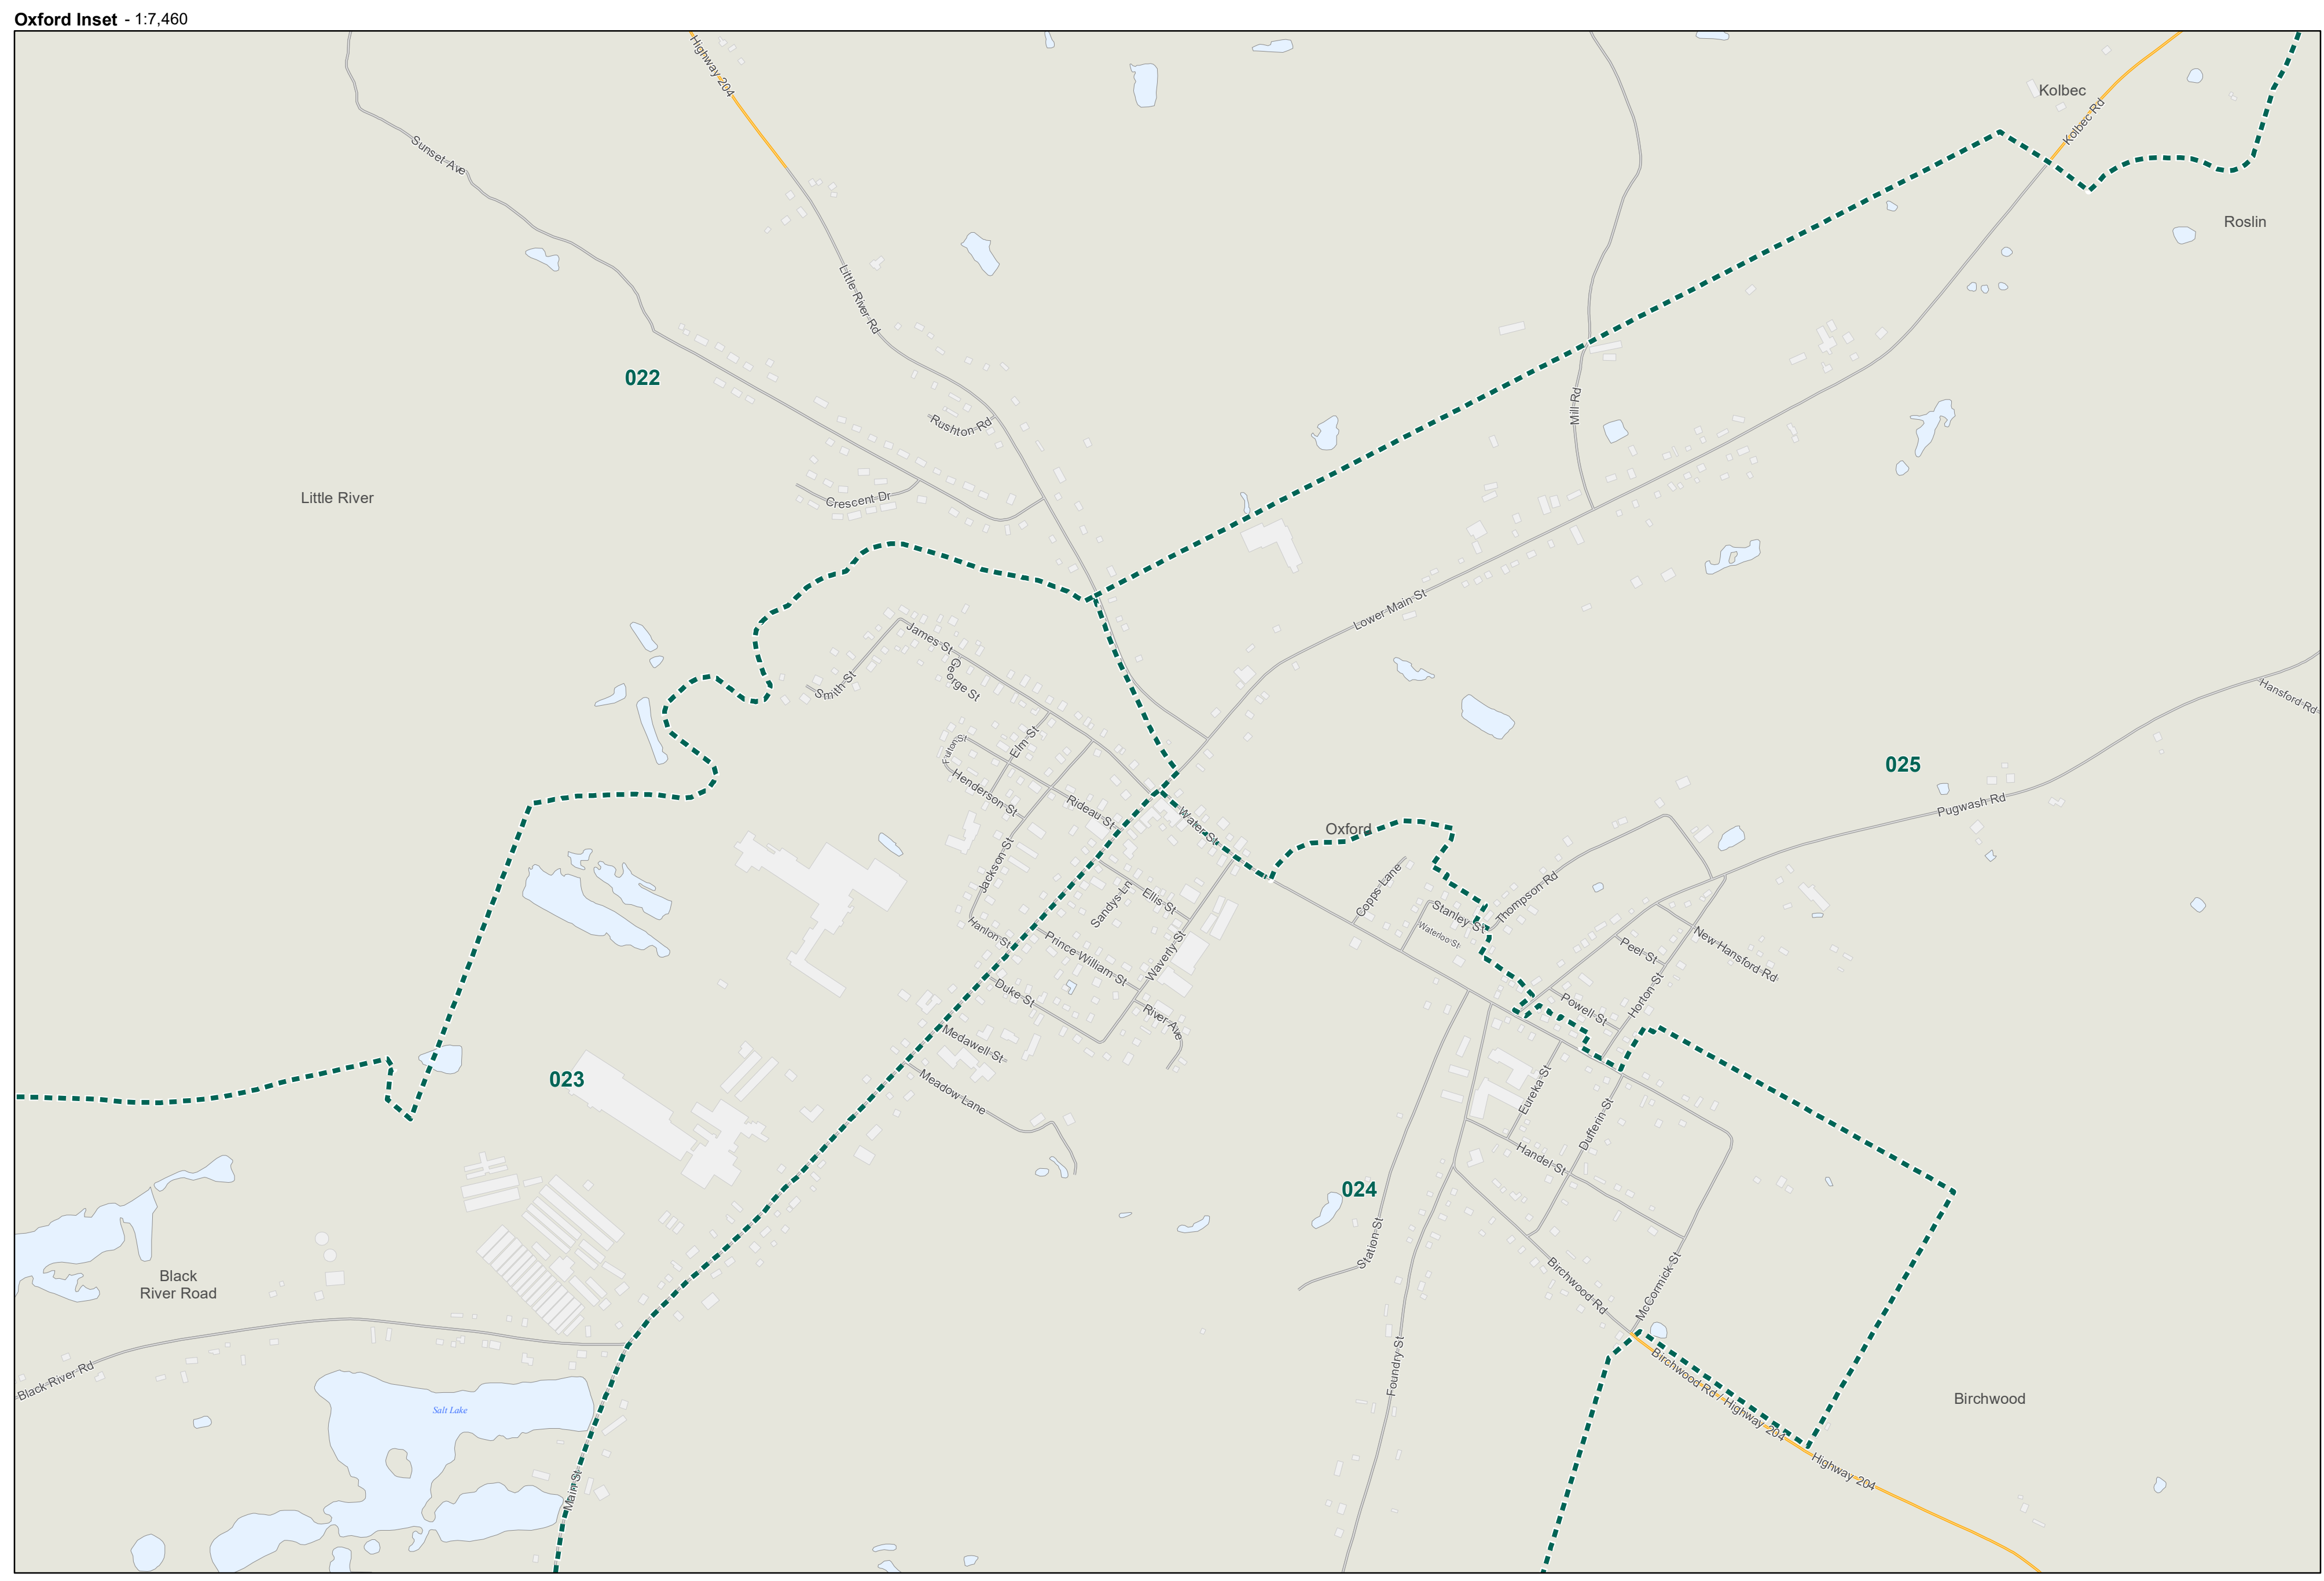 Oxford Inset - 1:7,460
Highway 204
Kolbec
Kolbec Rd
Sunset Ave
Roslin
Little River Rd
022
Mill Rd
Rushton Rd
Little River
Crescent Dr
Lower Main St
James St
George St
Smith St
Hansford Rd
Elm St
Fulton St
025
Henderson St
Rideau St
Water St
Pugwash Rd
Oxford
Jackson St
Copps Lane
Thompson Rd
Sandys Ln
Ellis St
Stanley St
Waterloo St
Hanlon St
Prince William St
Waverly St
Peel St
New Hansford Rd
Duke St
Horton St
Powell St
River Ave
Medawell St
023
Meadow Lane
Eureka St
Dufferin St
Handel St
024
Station St
Black
River Road
Birchwood Rd
McCormick St
Black River Rd
Foundry St
Birchwood Rd / Highway 204
Birchwood
Salt Lake
Main St
Highway 204